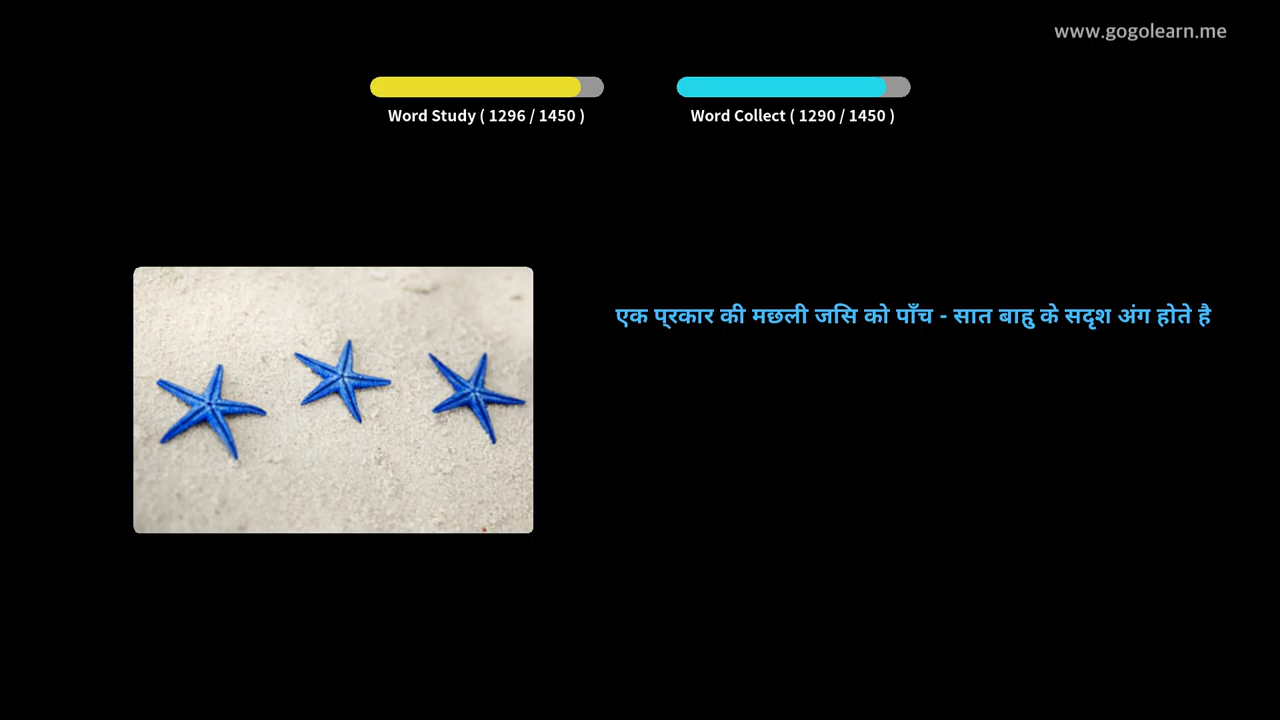 www.gogolearn.me
Word Study ( 1296 / 1450 )
Word Collect ( 1290 / 1450 )
एक प्रकार की मछली जसि को पाँच - सात बाहु के सदृश अंग होते है